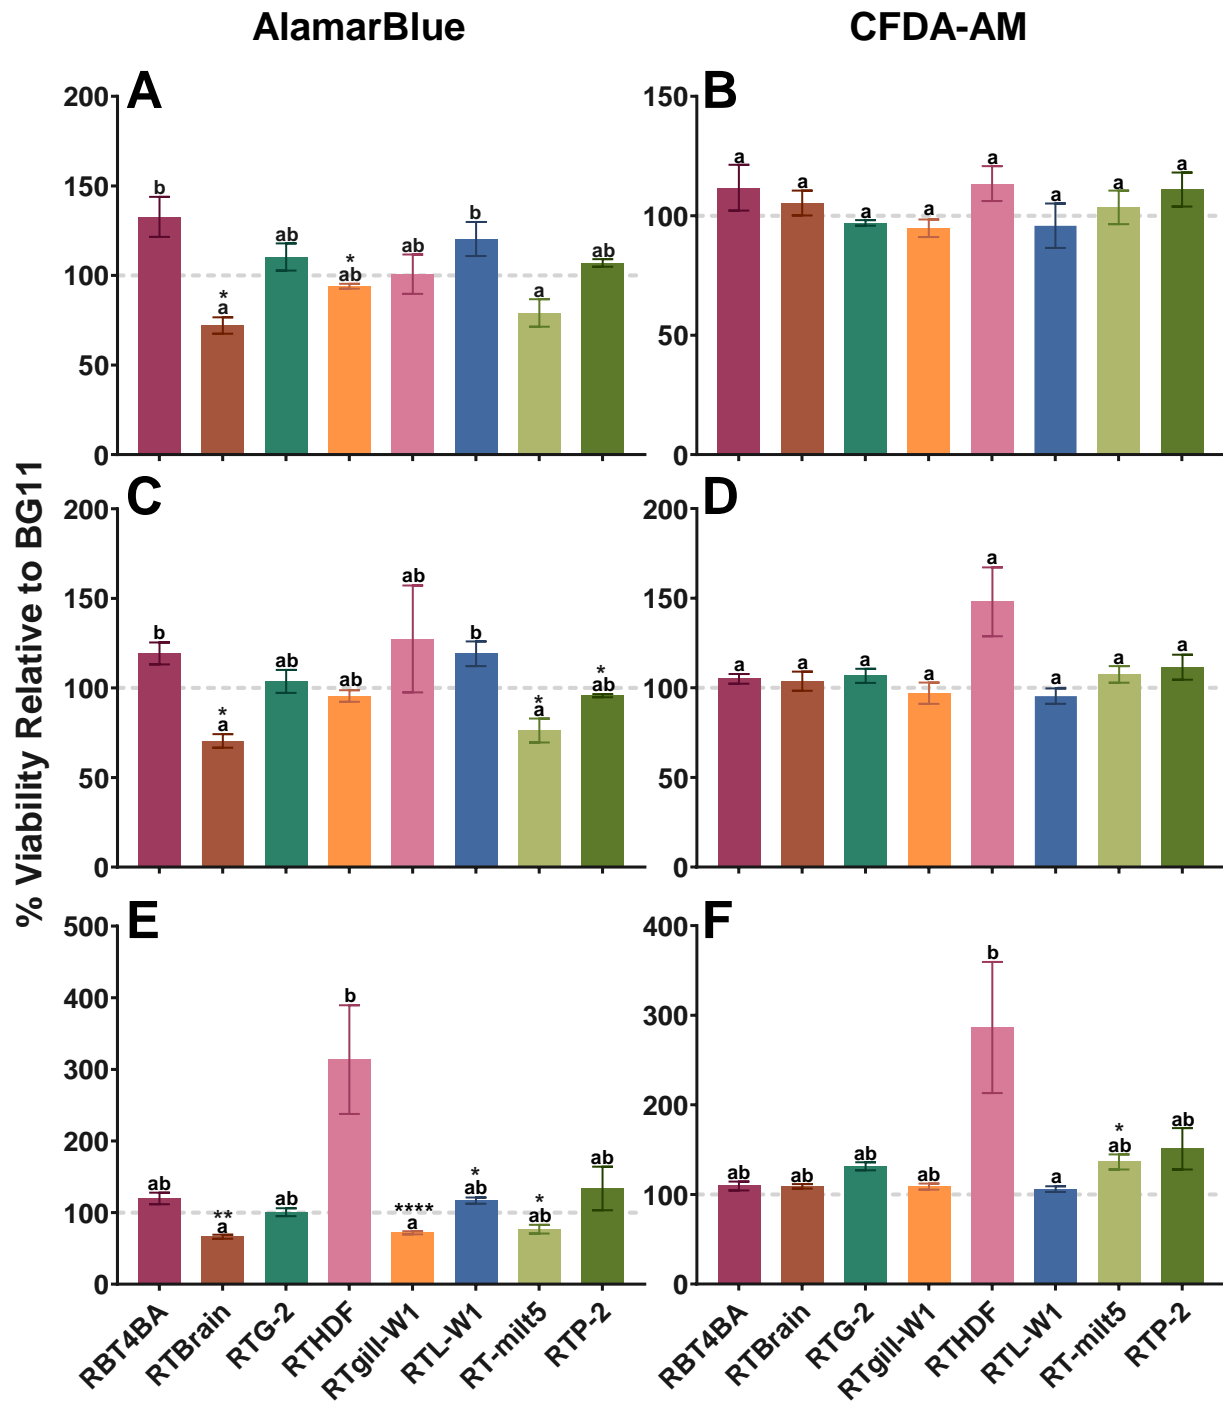 AlamarBlue CFDA-AM
% Viability Relative to BG11
A
200
150
100
50
0
b
*
a
ab
*
ab
ab
b
a
ab
B
150
100
50
0
a
a
a
a
a
a
a
a
C
200
150
100
50
0
b
*
a
ab
ab
ab
b
*
a
*
ab
D
200
150
100
50
0
a
a
a
a
a
a
a
a
E
500
400
300
200
100
0
ab
**
a
ab
b
****
a
*
ab
*
ab
ab
F
400
300
200
100
0
ab
ab
ab
ab
b
a
*
ab
ab
RBT4BA
RTBrain
RTG-2
RTHDF
RTgill-W1
RTL-W1
RT-milt5
RTP-2
RBT4BA
RTBrain
RTG-2
RTgill-W1
RTHDF
RTL-W1
RT-milt5
RTP-2